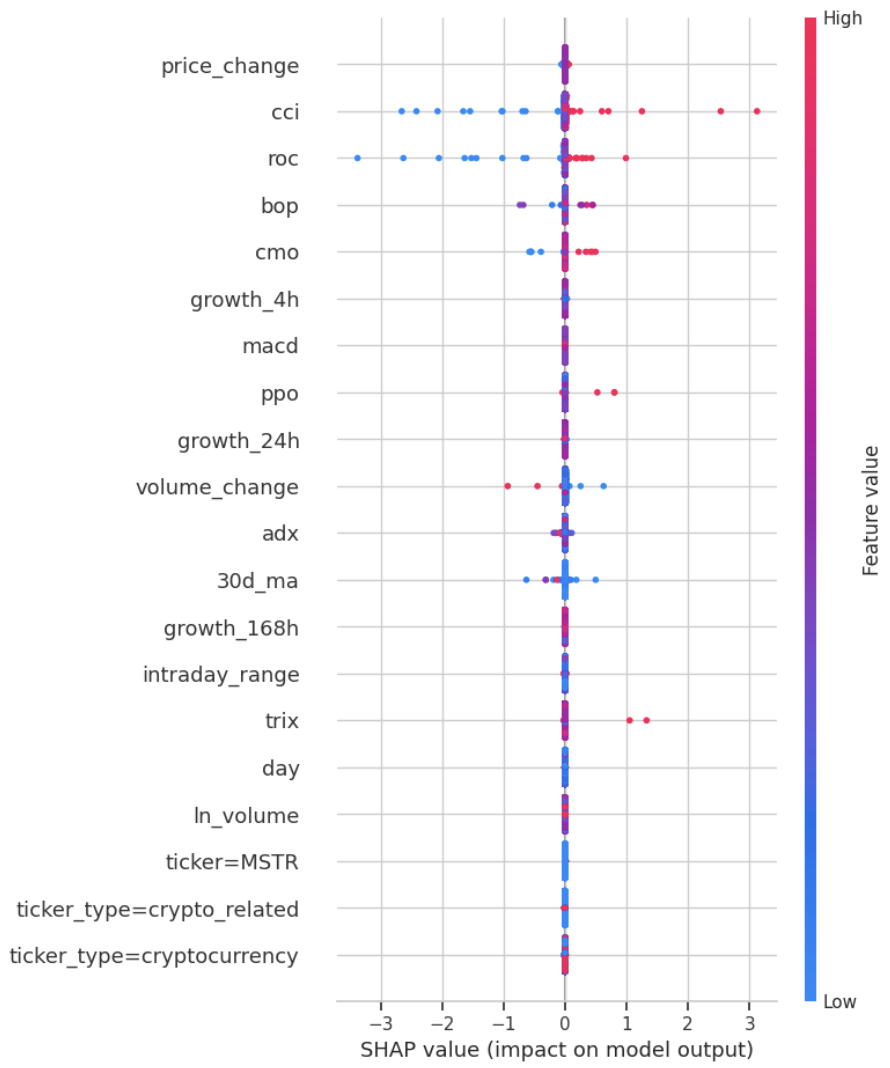 High
price_change
cci
roc
bop
cmo
growth_4h
macd
ppo
growth_24h
volume_change
adx
30d_ma
growth_168h
intraday_range
trix
day
ln_volume
ticker=MSTR
ticker_type=crypto_related
ticker_type=cryptocurrency
Feature value
Low
−3 −2 −1 0 1 2 3
SHAP value (impact on model output)